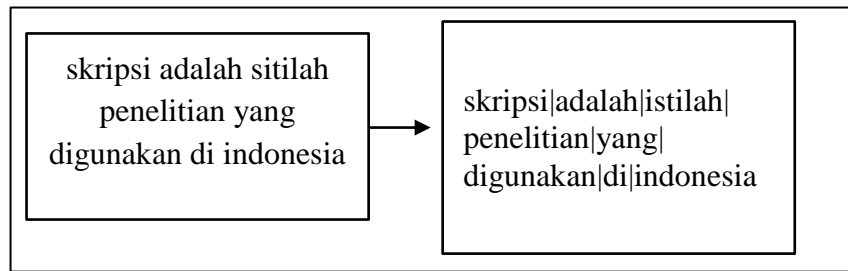 skripsi adalah sitilah
penelitian yang
digunakan di indonesia
skripsi|adalah|istilah|
penelitian|yang|
digunakan|di|indonesia